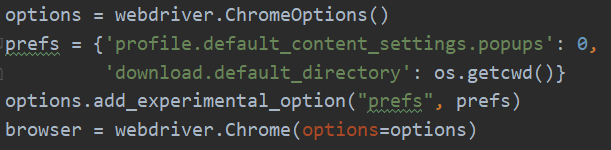 options = webdriver.ChromeOptions()
prefs = {'profile.default_content_settings.popups': 0,
         'download.default_directory': os.getcwd()}
options.add_experimental_option("prefs", prefs)
browser = webdriver.Chrome(options=options)